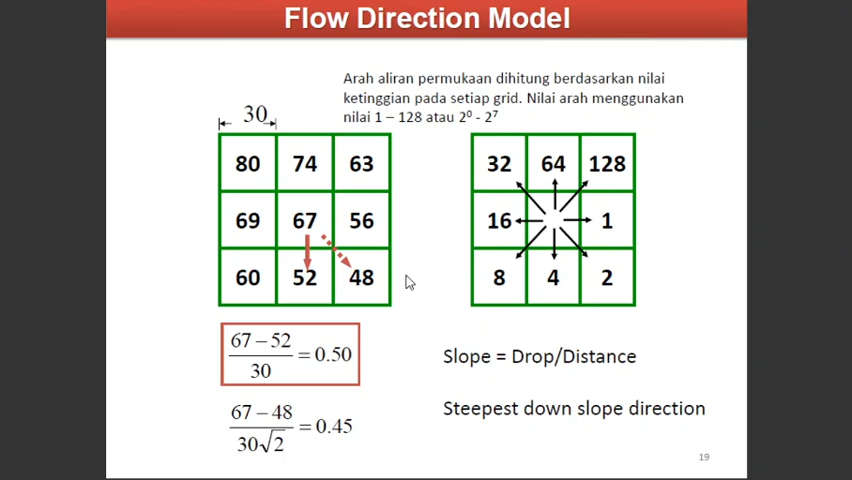 Flow Direction Model
Arah aliran permukaan dihitung berdasarkan nilai
ketinggian pada setiap grid. Nilai arah menggunakan
nilai 1 – 128 atau 2⁰ - 2⁷
30
80 74 63
69 67 56
60 52 48
32 64 128
16 1
8 4 2
67 – 52
30
= 0.50
67 – 48
30√2
= 0.45
Slope = Drop/Distance
Steepest down slope direction
19